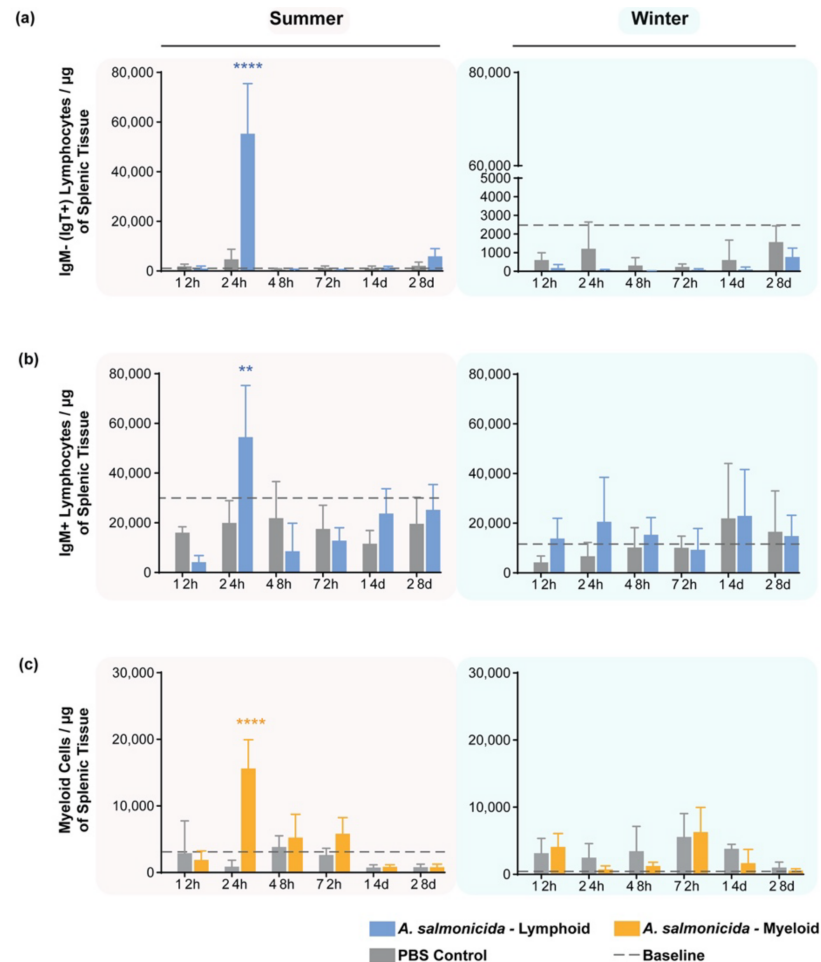 (a)
Summer
Winter
IgM- (IgT+) Lymphocytes / µg
of Splenic Tissue
80,000
60,000
40,000
20,000
0
****
12h 24h 48h 72h 14d 28d
80,000
60,000
5000
4000
3000
2000
1000
0
12h 24h 48h 72h 14d 28d
(b)
IgM+ Lymphocytes / µg
of Splenic Tissue
80,000
60,000
40,000
20,000
0
**
12h 24h 48h 72h 14d 28d
80,000
60,000
40,000
20,000
0
12h 24h 48h 72h 14d 28d
(c)
Myeloid Cells / µg
of Splenic Tissue
30,000
20,000
10,000
0
****
12h 24h 48h 72h 14d 28d
30,000
20,000
10,000
0
12h 24h 48h 72h 14d 28d
A. salmonicida - Lymphoid
A. salmonicida - Myeloid
PBS Control
Baseline